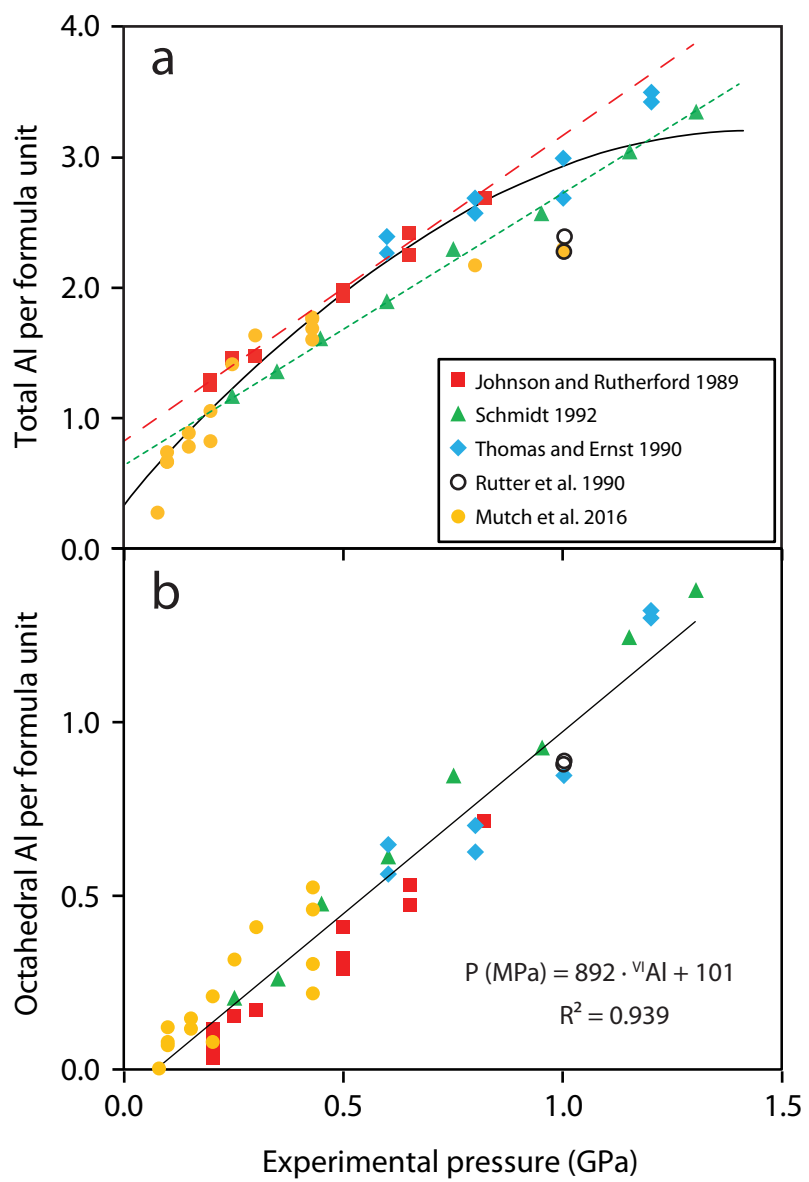 a
4.0
3.0
2.0
1.0
0.0
Total Al per formula unit
Johnson and Rutherford 1989
Schmidt 1992
Thomas and Ernst 1990
Rutter et al. 1990
Mutch et al. 2016
b
1.0
0.5
0.0
Octahedral Al per formula unit
P (MPa) = 892 · ⱽᴵAl + 101
R² = 0.939
0.0 0.5 1.0 1.5
Experimental pressure (GPa)